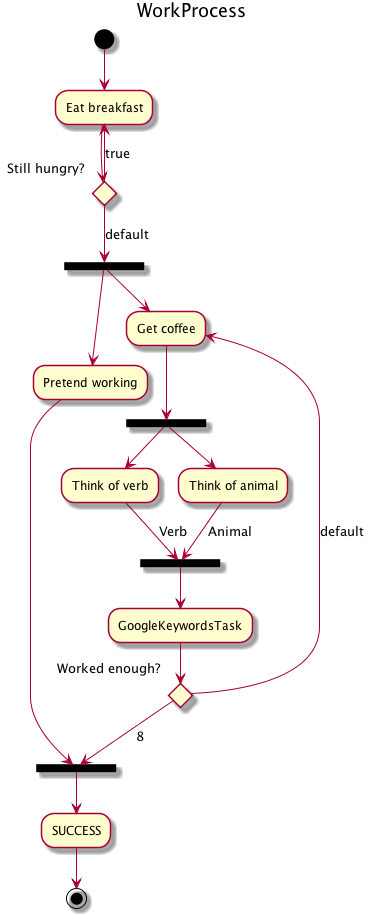 WorkProcess
Eat breakfast
true
Still hungry?
default
Get coffee
Pretend working
Think of verb
Think of animal
Verb
Animal
default
GoogleKeywordsTask
Worked enough?
8
SUCCESS